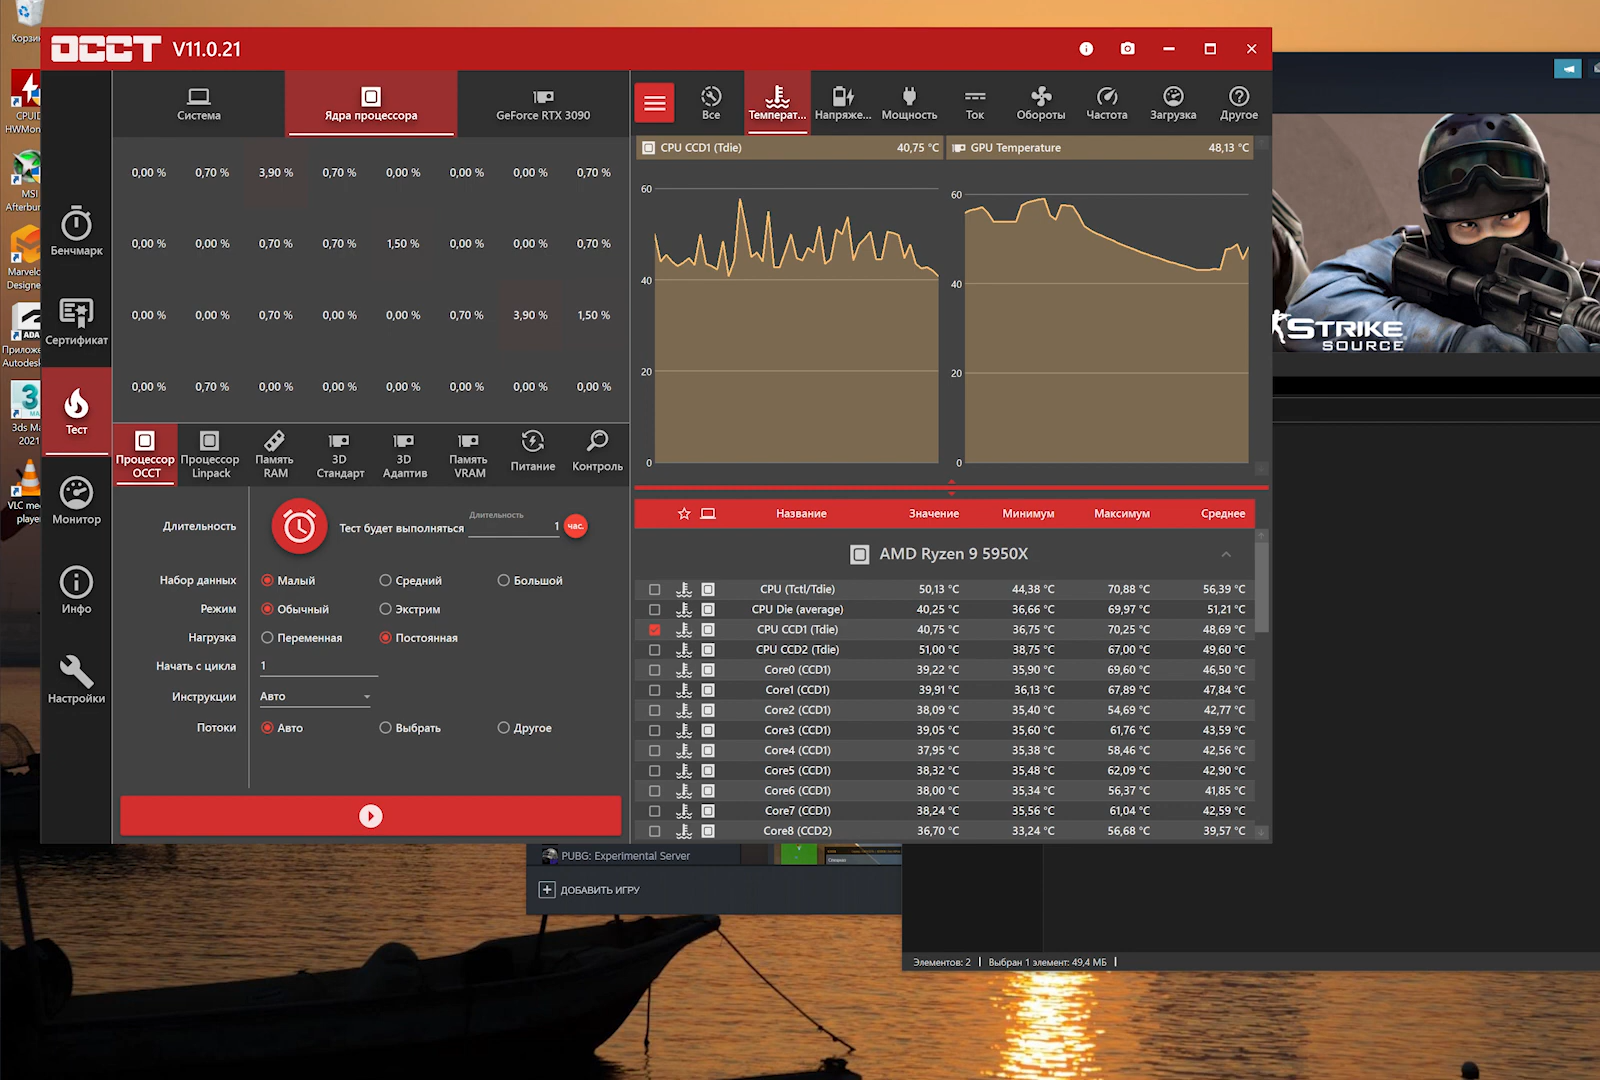 Корзи
CPUID
HWMon
MSI
Afterbur
Marvelo
Designe
ADA
Приложе
Autodesk
3ds Ma
2021
VLC me
player
OCCT V11.0.21
Система
Ядра процессора
GeForce RTX 3090
0,00 % 0,70 % 3,90 % 0,70 % 0,00 % 0,00 % 0,00 % 0,70 %
0,00 % 0,00 % 0,70 % 0,70 % 1,50 % 0,00 % 0,00 % 0,70 %
0,00 % 0,00 % 0,70 % 0,00 % 0,00 % 0,70 % 3,90 % 1,50 %
0,00 % 0,70 % 0,00 % 0,00 % 0,00 % 0,00 % 0,00 % 0,00 %
Бенчмарк
Сертификат
Тест
Монитор
Инфо
Настройки
Процессор
OCCT
Процессор
Linpack
Память
RAM
3D
Стандарт
3D
Адаптив
Память
VRAM
Питание
Контроль
Длительность
Тест будет выполняться
Длительность
1 час.
Набор данных Малый Средний Большой
Режим Обычный Экстрим
Нагрузка Переменная Постоянная
Начать с цикла 1
Инструкции Авто
Потоки Авто Выбрать Другое
Все
Температ...
Напряже...
Мощность
Ток
Обороты
Частота
Загрузка
Другое
CPU CCD1 (Tdie) 40,75 °C
GPU Temperature 48,13 °C
60
40
20
0
60
40
20
0
Название Значение Минимум Максимум Среднее
AMD Ryzen 9 5950X
CPU (Tctl/Tdie) 50,13 °C 44,38 °C 70,88 °C 56,39 °C
CPU Die (average) 40,25 °C 36,66 °C 69,97 °C 51,21 °C
CPU CCD1 (Tdie) 40,75 °C 36,75 °C 70,25 °C 48,69 °C
CPU CCD2 (Tdie) 51,00 °C 38,75 °C 67,00 °C 49,60 °C
Core0 (CCD1) 39,22 °C 35,90 °C 69,60 °C 46,50 °C
Core1 (CCD1) 39,91 °C 36,13 °C 67,89 °C 47,84 °C
Core2 (CCD1) 38,09 °C 35,40 °C 54,69 °C 42,77 °C
Core3 (CCD1) 39,05 °C 35,60 °C 61,76 °C 43,59 °C
Core4 (CCD1) 37,95 °C 35,38 °C 58,46 °C 42,56 °C
Core5 (CCD1) 38,32 °C 35,48 °C 62,09 °C 42,90 °C
Core6 (CCD1) 38,00 °C 35,34 °C 56,37 °C 41,85 °C
Core7 (CCD1) 38,24 °C 35,56 °C 61,04 °C 42,59 °C
Core8 (CCD2) 36,70 °C 33,24 °C 56,68 °C 39,57 °C
STRIKE
SOURCE
PUBG: Experimental Server
ДОБАВИТЬ ИГРУ
Элементов: 2 | Выбран 1 элемент: 49,4 МБ |